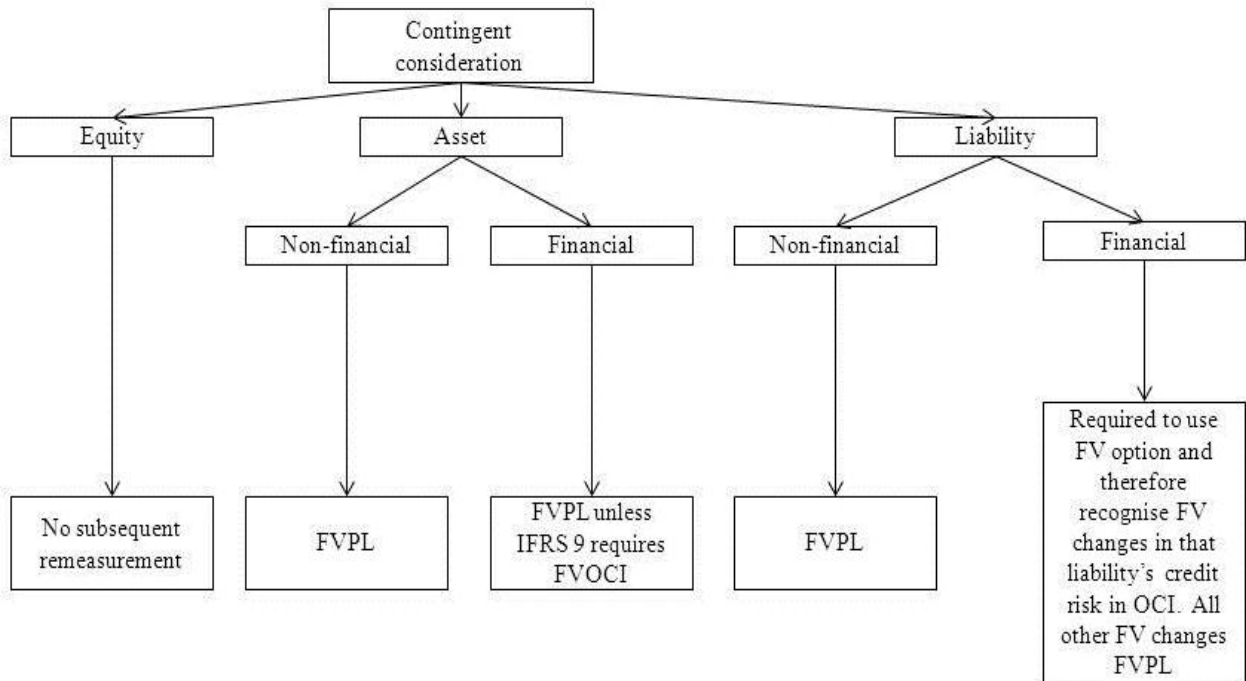 Contingent
consideration
Equity
Asset
Liability
Non-financial
Financial
Non-financial
Financial
No subsequent
remeasurement
FVPL
FVPL unless
IFRS 9 requires
FVOCI
FVPL
Required to use
FV option and
therefore
recognise FV
changes in that
liability's credit
risk in OCI. All
other FV changes
FVPL